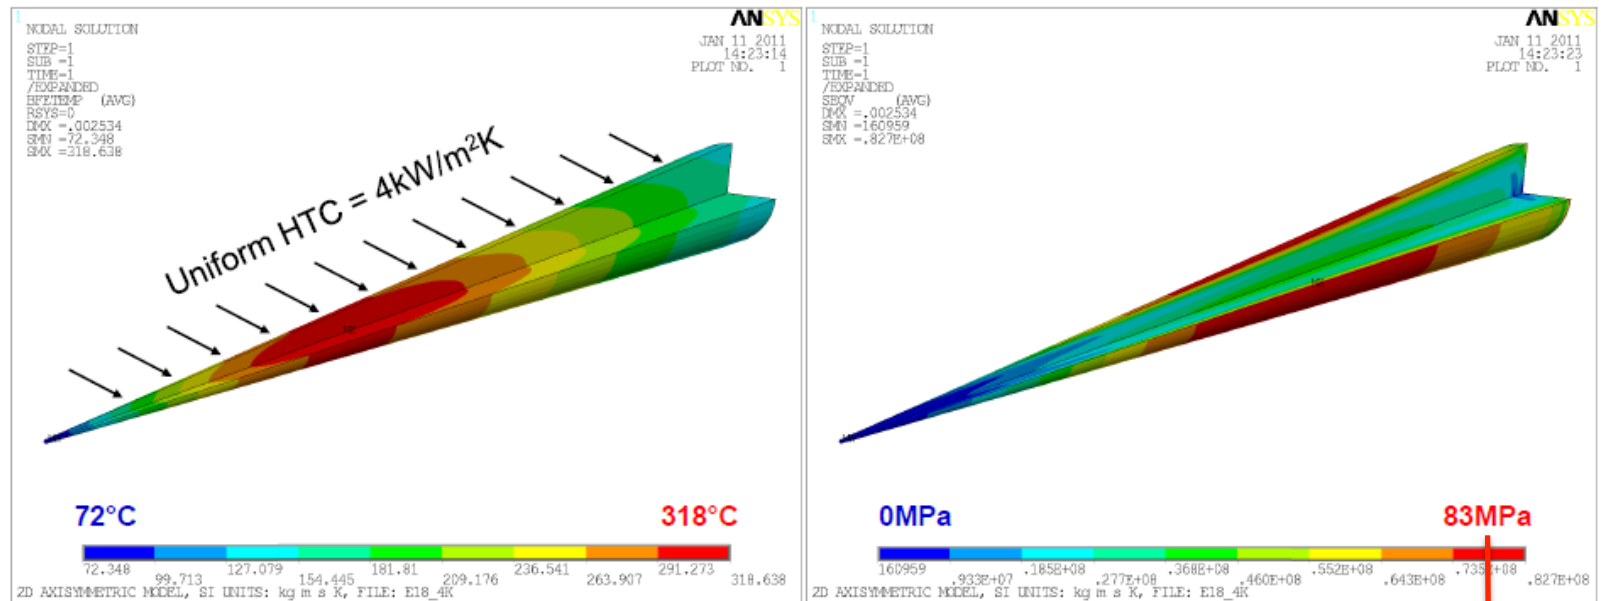 1
ANSYS
NODAL SOLUTION
JAN 11 2011
14:23:14
PLOT NO. 1
STEP=1
SUB =1
TIME=1
/EXPANDED
BFETEMP (AVG)
RSYS=0
DMX =.002534
SMN =72.348
SMX =318.638
Uniform HTC = 4kW/m²K
MX
72°C
318°C
72.348
99.713
127.079
154.445
181.81
209.176
236.541
263.907
291.273
318.638
2D AXISYMMETRIC MODEL, SI UNITS: kg m s K, FILE: E18_4K
1
ANSYS
NODAL SOLUTION
JAN 11 2011
14:23:23
PLOT NO. 1
STEP=1
SUB =1
TIME=1
/EXPANDED
SEQV (AVG)
DMX =.002534
SMN =160959
SMX =.827E+08
MX
0MPa
83MPa
160959
.933E+07
.185E+08
.277E+08
.368E+08
.460E+08
.552E+08
.643E+08
.735E+08
.827E+08
2D AXISYMMETRIC MODEL, SI UNITS: kg m s K, FILE: E18_4K